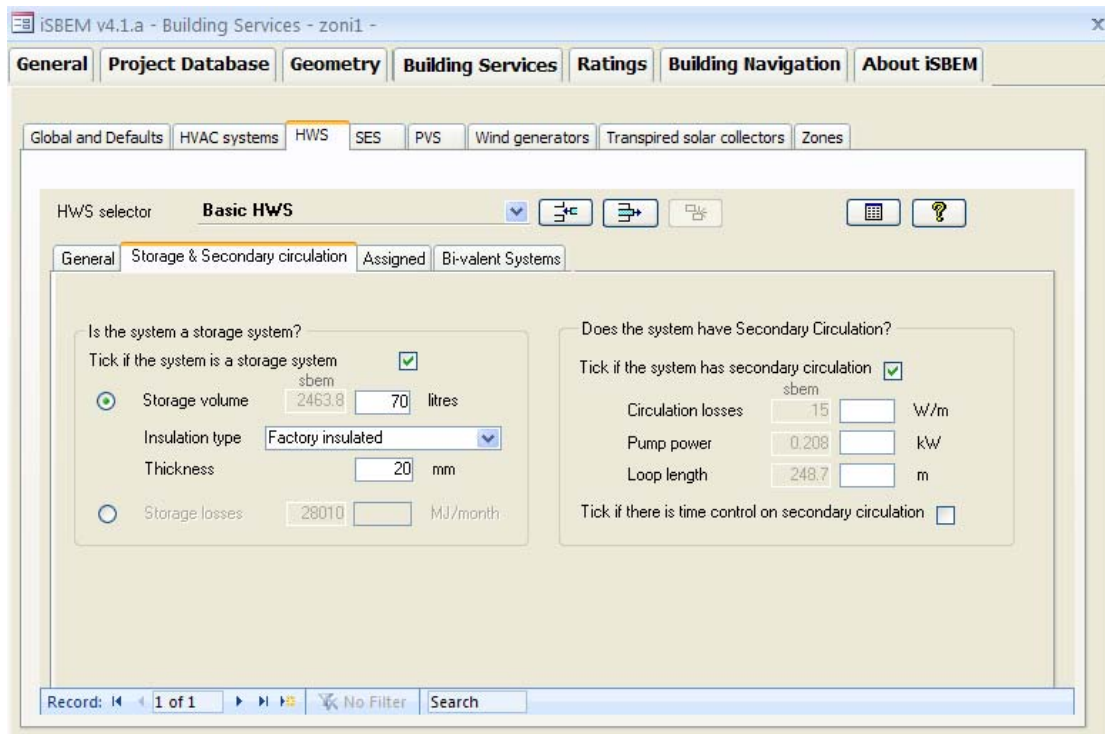 iSBEM v4.1.a - Building Services - zoni1 -
General Project Database Geometry Building Services Ratings Building Navigation About iSBEM
Global and Defaults HVAC systems HWS SES PVS Wind generators Transpired solar collectors Zones
HWS selector Basic HWS
General Storage & Secondary circulation Assigned Bi-valent Systems
Is the system a storage system?
Tick if the system is a storage system
sbem
Storage volume 2463.8 70 litres
Insulation type Factory insulated
Thickness 20 mm
Storage losses 28010 MJ/month
Does the system have Secondary Circulation?
Tick if the system has secondary circulation
sbem
Circulation losses 15 W/m
Pump power 0.208 kW
Loop length 248.7 m
Tick if there is time control on secondary circulation
Record: 1 of 1 No Filter Search